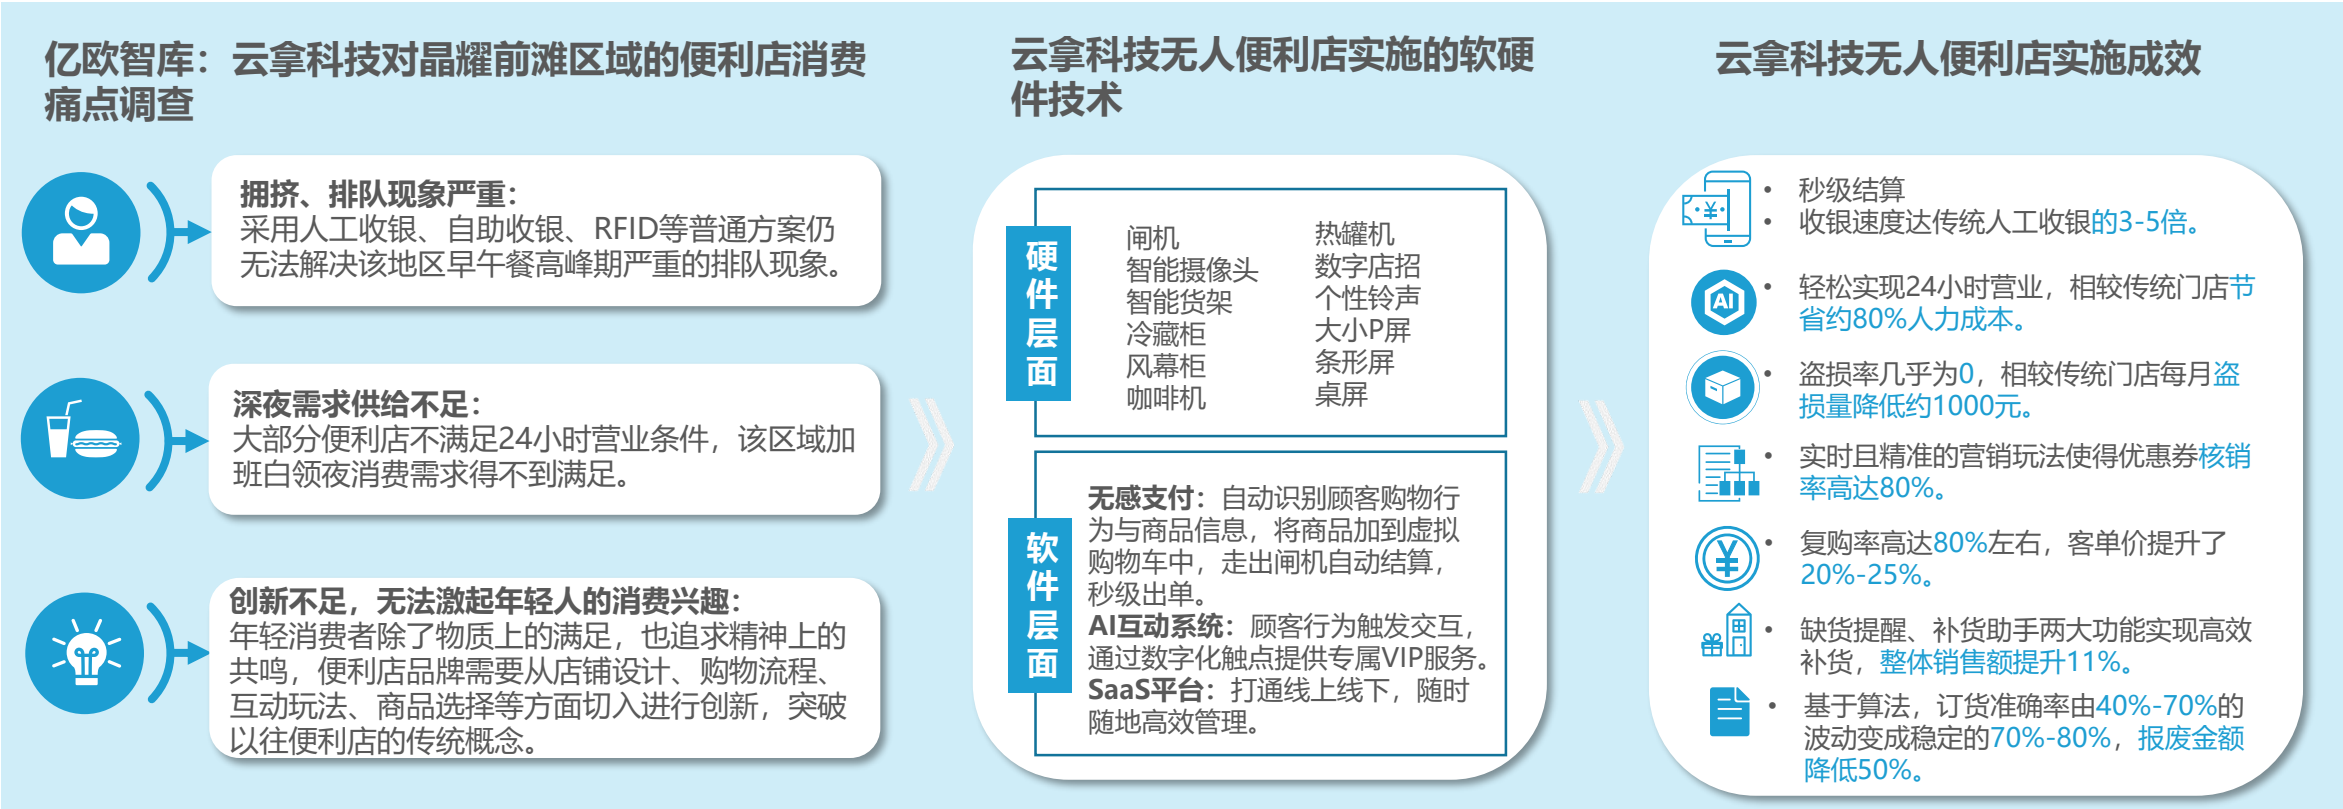 亿欧智库：云拿科技对晶耀前滩区域的便利店消费
痛点调查
拥挤、排队现象严重：
采用人工收银、自助收银、RFID等普通方案仍
无法解决该地区早午餐高峰期严重的排队现象。
深夜需求供给不足：
大部分便利店不满足24小时营业条件，该区域加
班白领夜消费需求得不到满足。
创新不足，无法激起年轻人的消费兴趣：
年轻消费者除了物质上的满足，也追求精神上的
共鸣，便利店品牌需要从店铺设计、购物流程、
互动玩法、商品选择等方面切入进行创新，突破
以往便利店的传统概念。
云拿科技无人便利店实施的软硬
件技术
硬件层面
闸机
智能摄像头
智能货架
冷藏柜
风幕柜
咖啡机
热罐机
数字店招
个性铃声
大小P屏
条形屏
桌屏
软件层面
无感支付：自动识别顾客购物行
为与商品信息，将商品加到虚拟
购物车中，走出闸机自动结算，
秒级出单。
AI互动系统：顾客行为触发交互，
通过数字化触点提供专属VIP服务。
SaaS平台：打通线上线下，随时
随地高效管理。
云拿科技无人便利店实施成效
¥
• 秒级结算
• 收银速度达传统人工收银的3-5倍。
AI
• 轻松实现24小时营业，相较传统门店节
省约80%人力成本。
• 盗损率几乎为0，相较传统门店每月盗
损量降低约1000元。
• 实时且精准的营销玩法使得优惠券核销
率高达80%。
¥
• 复购率高达80%左右，客单价提升了
20%-25%。
• 缺货提醒、补货助手两大功能实现高效
补货，整体销售额提升11%。
• 基于算法，订货准确率由40%-70%的
波动变成稳定的70%-80%，报废金额
降低50%。